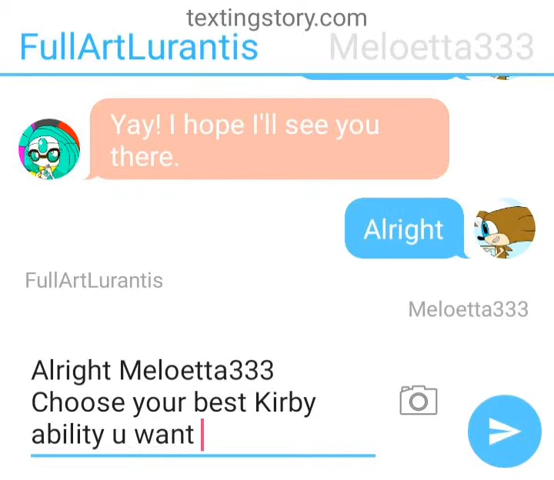 textingstory.com
FullArtLurantis
Meloetta333
Yay! I hope I'll see you
there.
Alright
FullArtLurantis
Meloetta333
Alright Meloetta333
Choose your best Kirby
ability u want